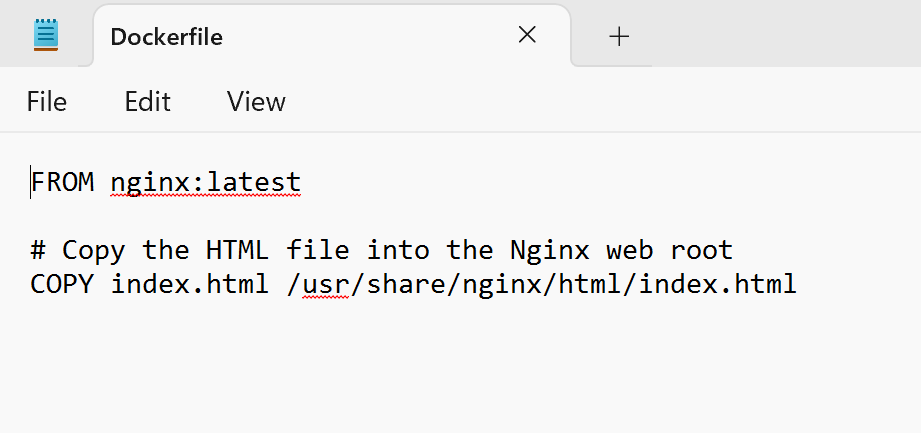 Dockerfile
File Edit View
FROM nginx:latest
# Copy the HTML file into the Nginx web root
COPY index.html /usr/share/nginx/html/index.html